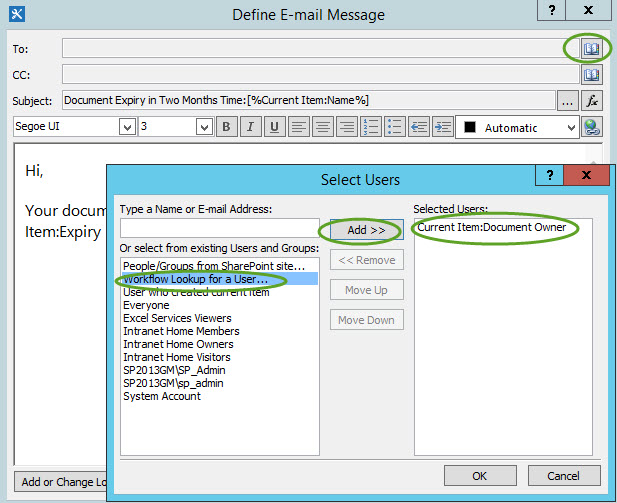 Define E-mail Message
? X
To:
CC:
Subject: Document Expiry in Two Months Time:[%Current Item:Name%] ... fx
Segoe UI 3 B I U Automatic
Hi,
Your docum
Item:Expiry
Select Users
? X
Type a Name or E-mail Address:
Add >>
Or select from existing Users and Groups:
People/Groups from SharePoint site...
Workflow Lookup for a User...
User who created current item
Everyone
Excel Services Viewers
Intranet Home Members
Intranet Home Owners
Intranet Home Visitors
SP2013GM\SP_Admin
SP2013GM\sp_admin
System Account
<< Remove
Move Up
Move Down
Selected Users:
Current Item:Document Owner
OK Cancel
Add or Change Lo